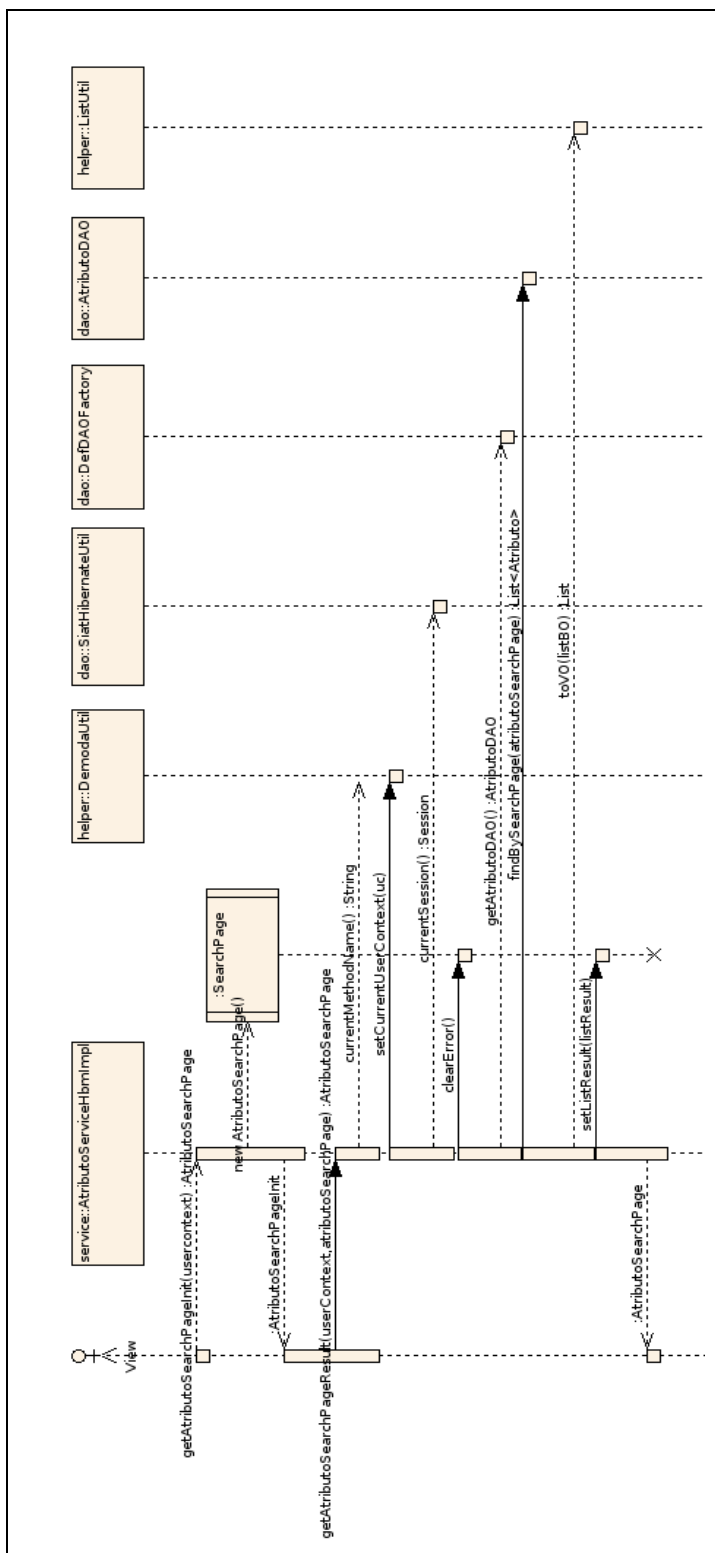 View
service::AtributoServiceHbmImpl
:SearchPage
helper::DemodaUtil
dao::SiatHibernateUtil
dao::DefDAOFactory
dao::AtributoDAO
helper::ListUtil
getAtributoSearchPageInit(usercontext) :AtributoSearchPage
new AtributoSearchPage()
:AtributoSearchPageInit
getAtributoSearchPageResult(userContext,atributoSearchPage) :AtributoSearchPage
currentMethodName() :String
setCurrentUserContext(uc)
currentSession() :Session
clearError()
getAtributoDAO() :AtributoDAO
findBySearchPage(atributoSearchPage) :List<Atributo>
toVO(listBO) :List
setListResult(listResult)
:AtributoSearchPage